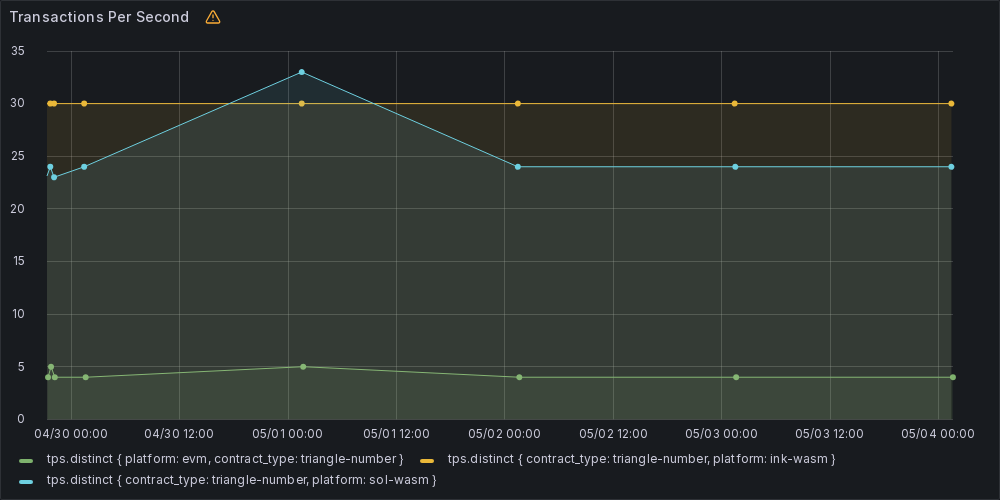 Transactions Per Second
35
30
25
20
15
10
5
0
04/30 00:00 04/30 12:00 05/01 00:00 05/01 12:00 05/02 00:00 05/02 12:00 05/03 00:00 05/03 12:00 05/04 00:00
tps.distinct { platform: evm, contract_type: triangle-number } tps.distinct { contract_type: triangle-number, platform: ink-wasm }
tps.distinct { contract_type: triangle-number, platform: sol-wasm }